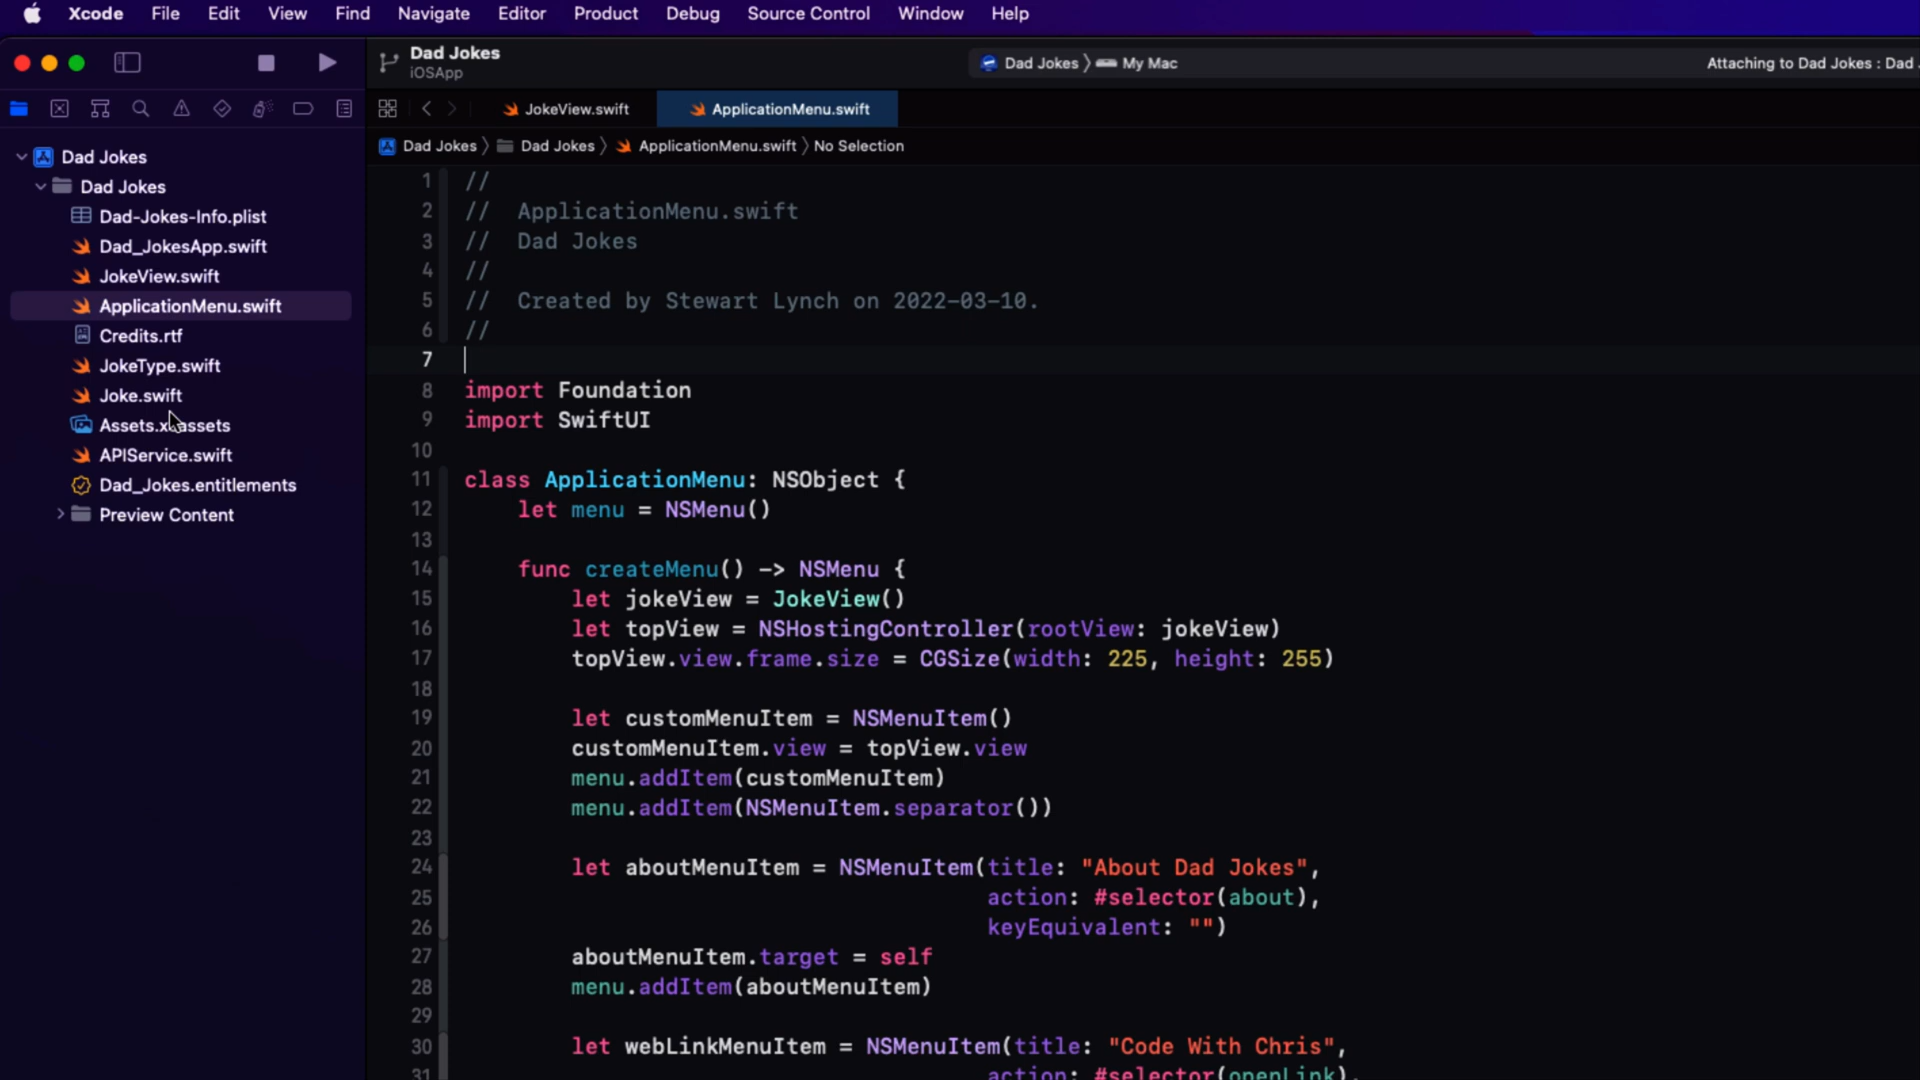 Xcode File Edit View Find Navigate Editor Product Debug Source Control Window Help
Dad Jokes
iOSApp
Dad Jokes My Mac
Attaching to Dad Jokes : Dad
JokeView.swift
ApplicationMenu.swift
Dad Jokes Dad Jokes ApplicationMenu.swift No Selection
Dad Jokes
Dad Jokes
Dad-Jokes-Info.plist
Dad_JokesApp.swift
JokeView.swift
ApplicationMenu.swift
Credits.rtf
JokeType.swift
Joke.swift
APIService.swift
Dad_Jokes.entitlements
Preview Content
1 //
2 // ApplicationMenu.swift
3 // Dad Jokes
4 //
5 // Created by Stewart Lynch on 2022-03-10.
6 //
7
8 import Foundation
9 import SwiftUI
10
11 class ApplicationMenu: NSObject {
12 let menu = NSMenu()
13
14 func createMenu() -> NSMenu {
15 let jokeView = JokeView()
16 let topView = NSHostingController(rootView: jokeView)
17 topView.view.frame.size = CGSize(width: 225, height: 255)
18
19 let customMenuItem = NSMenuItem()
20 customMenuItem.view = topView.view
21 menu.addItem(customMenuItem)
22 menu.addItem(NSMenuItem.separator())
23
24 let aboutMenuItem = NSMenuItem(title: "About Dad Jokes",
25 action: #selector(about),
26 keyEquivalent: "")
27 aboutMenuItem.target = self
28 menu.addItem(aboutMenuItem)
29
30 let webLinkMenuItem = NSMenuItem(title: "Code With Chris",
31 action: #selector(openLink),